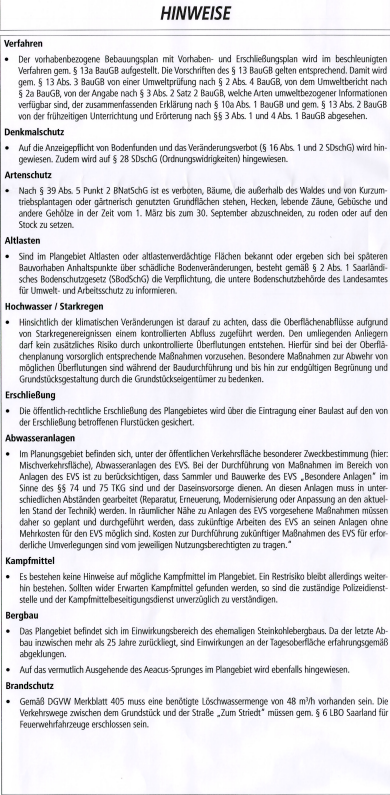 HINWEISE
Verfahren
• Der vorhabenbezogene Bebauungsplan mit Vorhaben- und Erschließungsplan wird im beschleunigten
Verfahren gem. § 13a BauGB aufgestellt. Die Vorschriften des § 13 BauGB gelten entsprechend. Damit wird
gem. § 13 Abs. 3 BauGB von einer Umweltprüfung nach § 2 Abs. 4 BauGB, von dem Umweltbericht nach
§ 2a BauGB, von der Angabe nach § 3 Abs. 2 Satz 2 BauGB, welche Arten umweltbezogener Informationen
verfügbar sind, der zusammenfassenden Erklärung nach § 10a Abs. 1 BauGB und gem. § 13 Abs. 2 BauGB
von der frühzeitigen Unterrichtung und Erörterung nach §§ 3 Abs. 1 und 4 Abs. 1 BauGB abgesehen.
Denkmalschutz
• Auf die Anzeigepflicht von Bodenfunden und das Veränderungsverbot (§ 16 Abs. 1 und 2 SDschG) wird hin-
gewiesen. Zudem wird auf § 28 SDschG (Ordnungswidrigkeiten) hingewiesen.
Artenschutz
• Nach § 39 Abs. 5 Punkt 2 BNatSchG ist es verboten, Bäume, die außerhalb des Waldes und von Kurzum-
triebsplantagen oder gärtnerisch genutzten Grundflächen stehen, Hecken, lebende Zäune, Gebüsche und
andere Gehölze in der Zeit vom 1. März bis zum 30. September abzuschneiden, zu roden oder auf den
Stock zu setzen.
Altlasten
• Sind im Plangebiet Altlasten oder altlastenverdächtige Flächen bekannt oder ergeben sich bei späteren
Bauvorhaben Anhaltspunkte über schädliche Bodenveränderungen, besteht gemäß § 2 Abs. 1 Saarländi-
sches Bodenschutzgesetz (SBodSchG) die Verpflichtung, die untere Bodenschutzbehörde des Landesamtes
für Umwelt- und Arbeitsschutz zu informieren.
Hochwasser / Starkregen
• Hinsichtlich der klimatischen Veränderungen ist darauf zu achten, dass die Oberflächenabflüsse aufgrund
von Starkregenereignissen einem kontrollierten Abfluss zugeführt werden. Den umliegenden Anliegern
darf kein zusätzliches Risiko durch unkontrollierte Überflutungen entstehen. Hierfür sind bei der Oberflä-
chenplanung vorsorglich entsprechende Maßnahmen vorzusehen. Besondere Maßnahmen zur Abwehr von
möglichen Überflutungen sind während der Baudurchführung und bis hin zur endgültigen Begrünung und
Grundstücksgestaltung durch die Grundstückseigentümer zu bedenken.
Erschließung
• Die öffentlich-rechtliche Erschließung des Plangebietes wird über die Eintragung einer Baulast auf den von
der Erschließung betroffenen Flurstücken gesichert.
Abwasseranlagen
• Im Planungsgebiet befinden sich, unter der öffentlichen Verkehrsfläche besonderer Zweckbestimmung (hier:
Mischverkehrsfläche), Abwasseranlagen des EVS. Bei der Durchführung von Maßnahmen im Bereich von
Anlagen des EVS ist zu berücksichtigen, dass Sammler und Bauwerke des EVS „Besondere Anlagen“ im
Sinne des §§ 74 und 75 TKG sind und der Daseinsvorsorge dienen. An diesen Anlagen muss in unter-
schiedlichen Abständen gearbeitet (Reparatur, Erneuerung, Modernisierung oder Anpassung an den aktuel-
len Stand der Technik) werden. In räumlicher Nähe zu Anlagen des EVS vorgesehene Maßnahmen müssen
daher so geplant und durchgeführt werden, dass zukünftige Arbeiten des EVS an seinen Anlagen ohne
Mehrkosten für den EVS möglich sind. Kosten zur Durchführung zukünftiger Maßnahmen des EVS für erfor-
derliche Umverlegungen sind vom jeweiligen Nutzungsberechtigten zu tragen.“
Kampfmittel
• Es bestehen keine Hinweise auf mögliche Kampfmittel im Plangebiet. Ein Restrisiko bleibt allerdings weiter-
hin bestehen. Sollten wider Erwarten Kampfmittel gefunden werden, so sind die zuständige Polizeidienst-
stelle und der Kampfmittelbeseitigungsdienst unverzüglich zu verständigen.
Bergbau
• Das Plangebiet befindet sich im Einwirkungsbereich des ehemaligen Steinkohlebergbaus. Da der letzte Ab-
bau inzwischen mehr als 25 Jahre zurückliegt, sind Einwirkungen an der Tagesoberfläche erfahrungsgemäß
abgeklungen.
• Auf das vermutlich Ausgehende des Aeacus-Sprunges im Plangebiet wird ebenfalls hingewiesen.
Brandschutz
• Gemäß DGVW Merkblatt 405 muss eine benötigte Löschwassermenge von 48 m³/h vorhanden sein. Die
Verkehrswege zwischen dem Grundstück und der Straße „Zum Striedt“ müssen gem. § 6 LBO Saarland für
Feuerwehrfahrzeuge erschlossen sein.